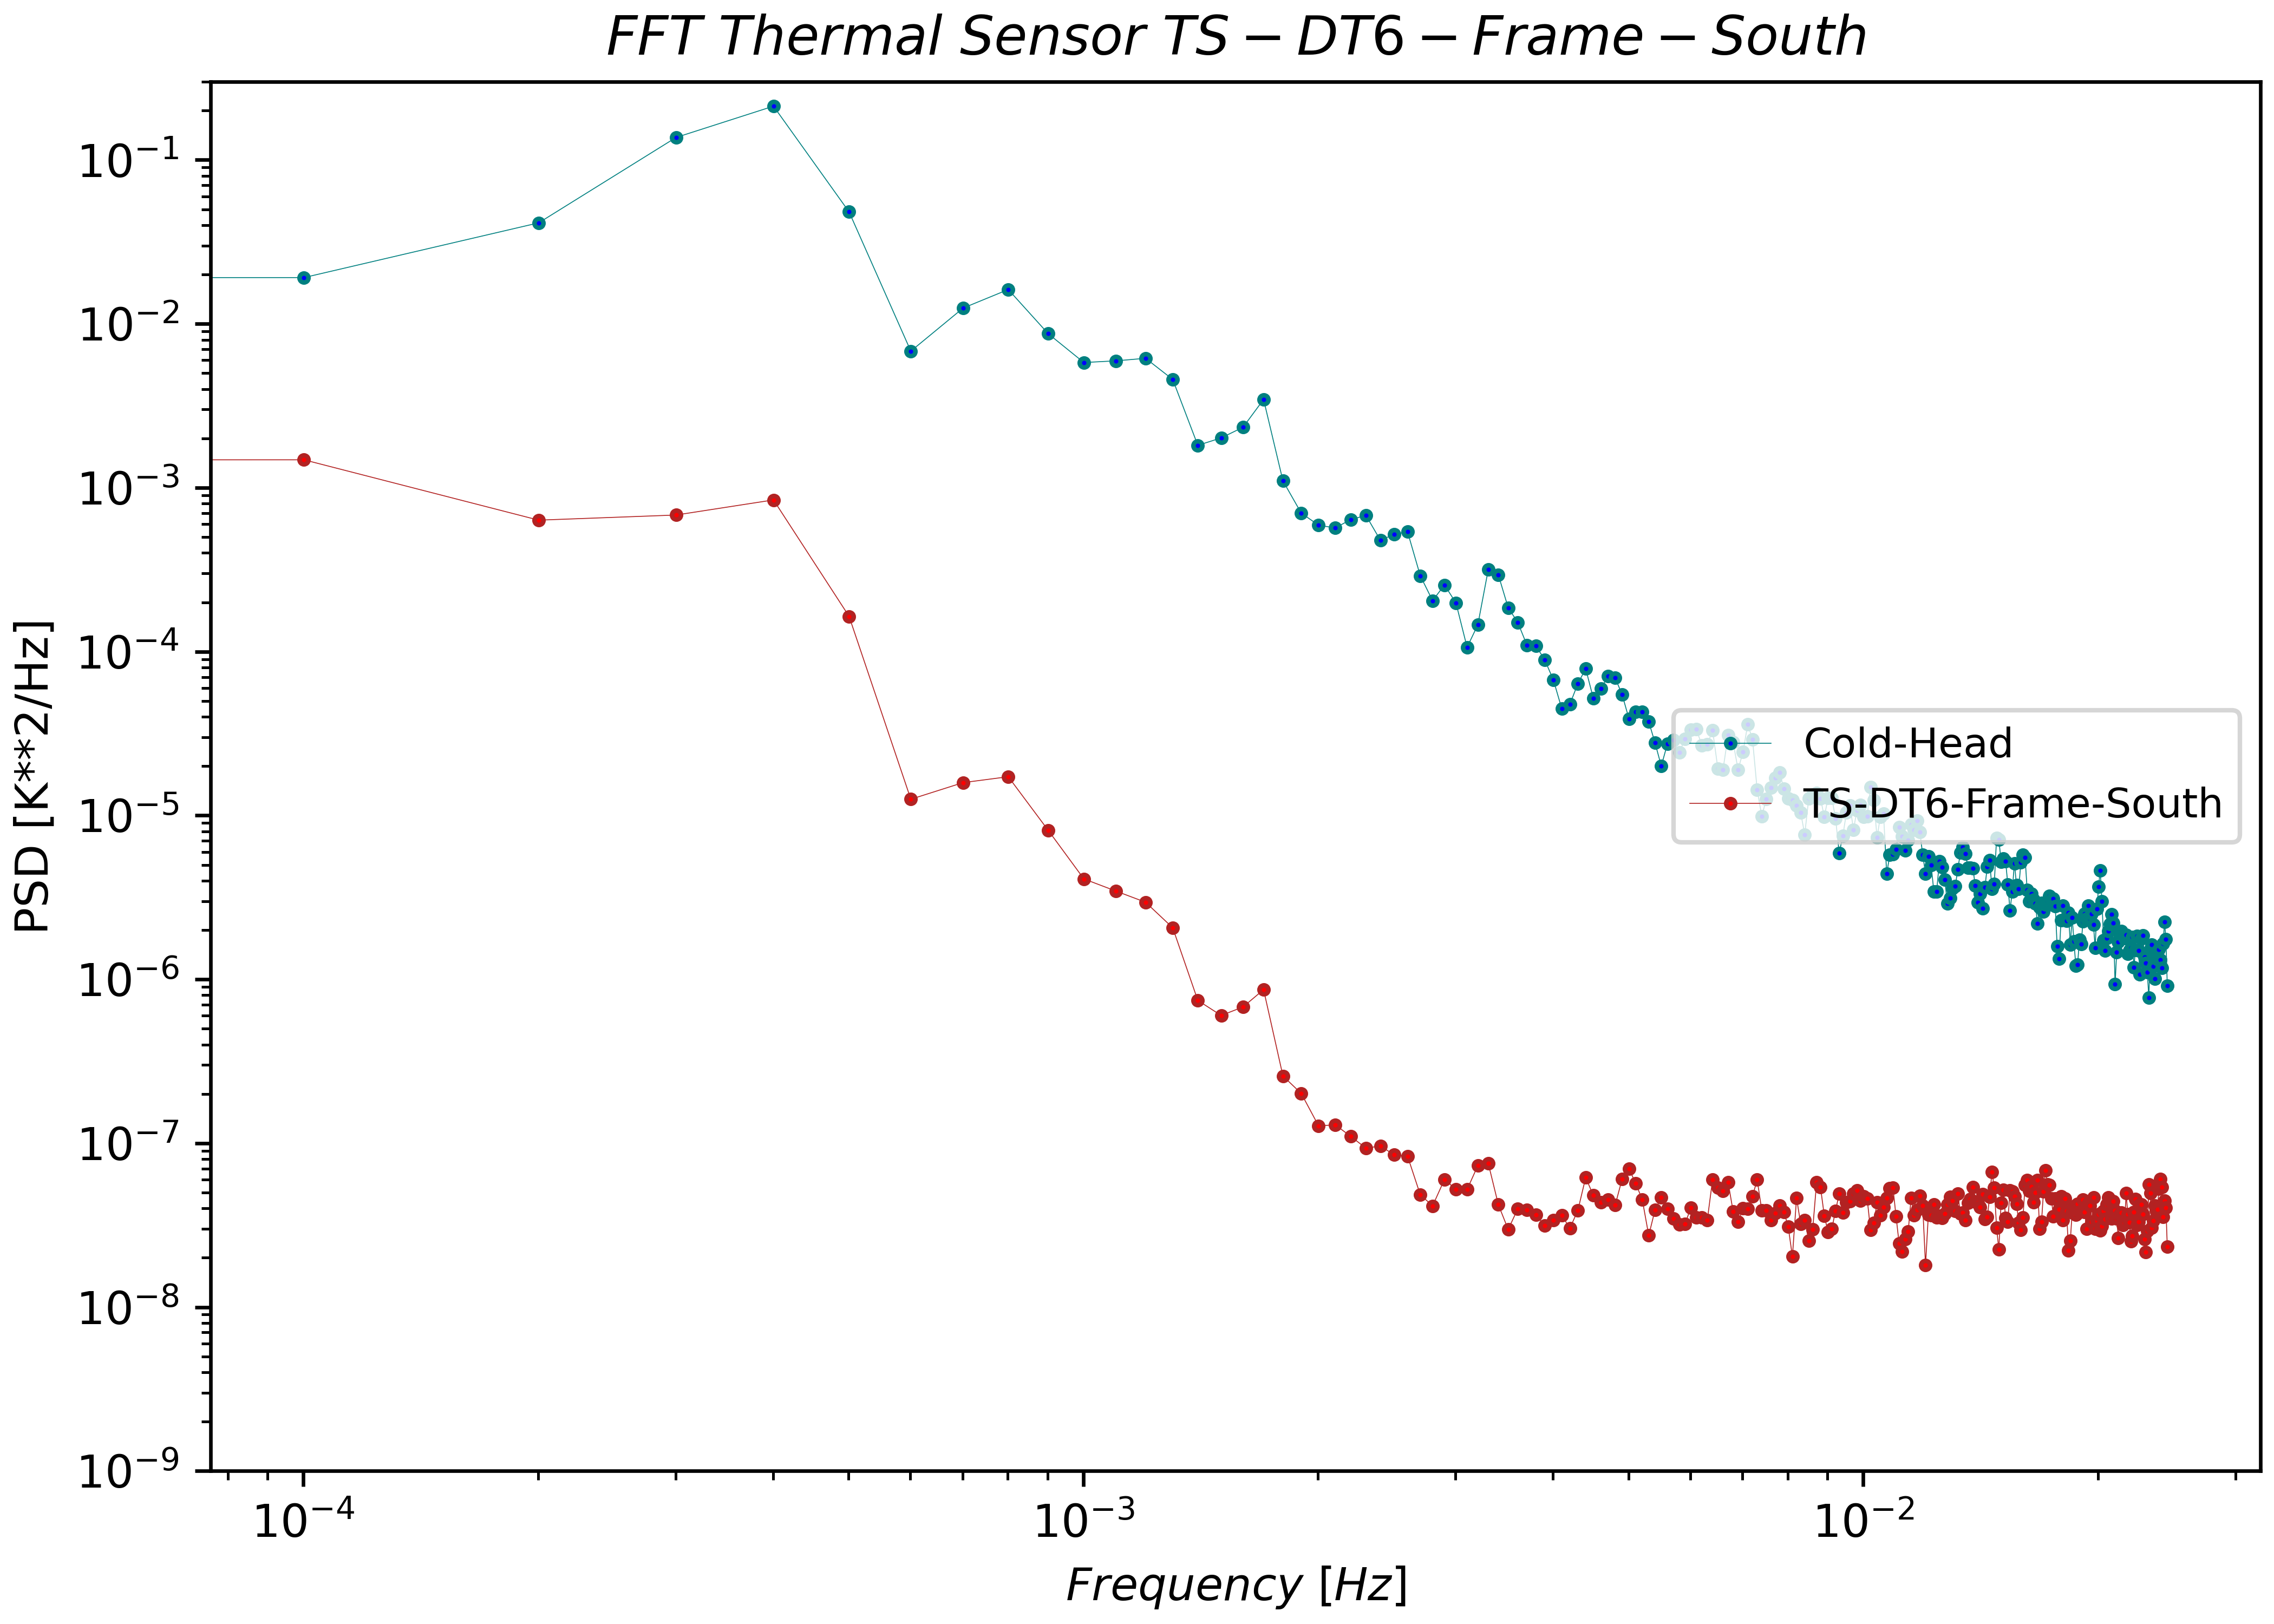 FFT Thermal Sensor TS − DT6 − Frame − South
PSD [K**2/Hz]
10⁻¹
10⁻²
10⁻³
10⁻⁴
10⁻⁵
10⁻⁶
10⁻⁷
10⁻⁸
10⁻⁹
Cold-Head
TS-DT6-Frame-South
10⁻⁴ 10⁻³ 10⁻²
Frequency [Hz]